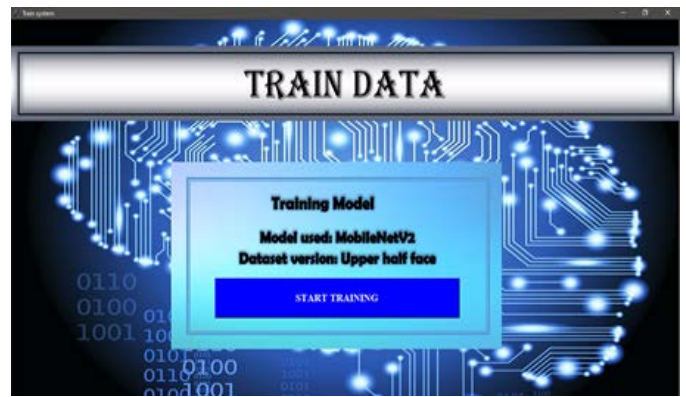 Train system
TRAIN DATA
Training Model
Model used: MobileNetV2
Dataset version: Upper half face
START TRAINING
0110
0100
1001
0100
1001